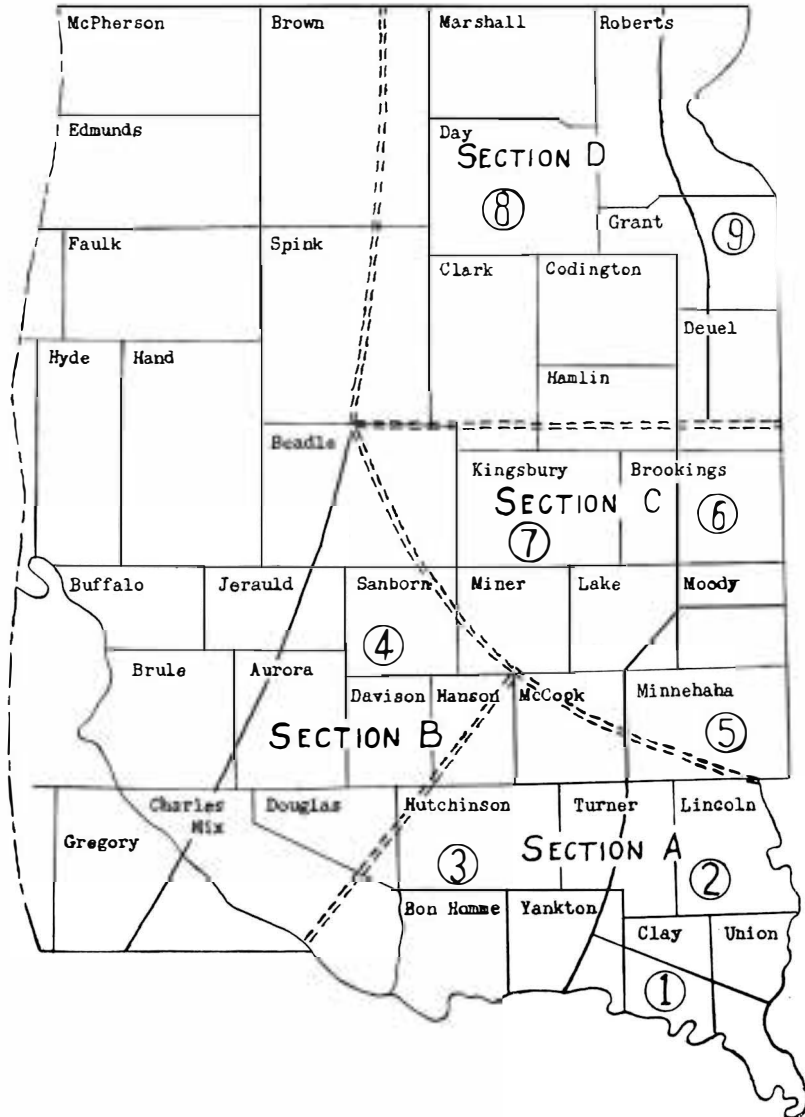 McPherson
Brown
Marshall
Roberts
Edmunds
Day
SECTION D
8
Grant
9
Faulk
Spink
Clark
Codington
Deuel
Hyde
Hand
Hamlin
Beadle
Kingsbury
Brookings
SECTION C
7
6
Buffalo
Jerauld
Sanborn
Miner
Lake
Moody
4
Brule
Aurora
Davison
Hanson
McCook
Minnehaha
SECTION B
5
Charles
Mix
Douglas
Hutchinson
Turner
Lincoln
Gregory
SECTION A
3
2
Bon Homme
Yankton
Clay
Union
1